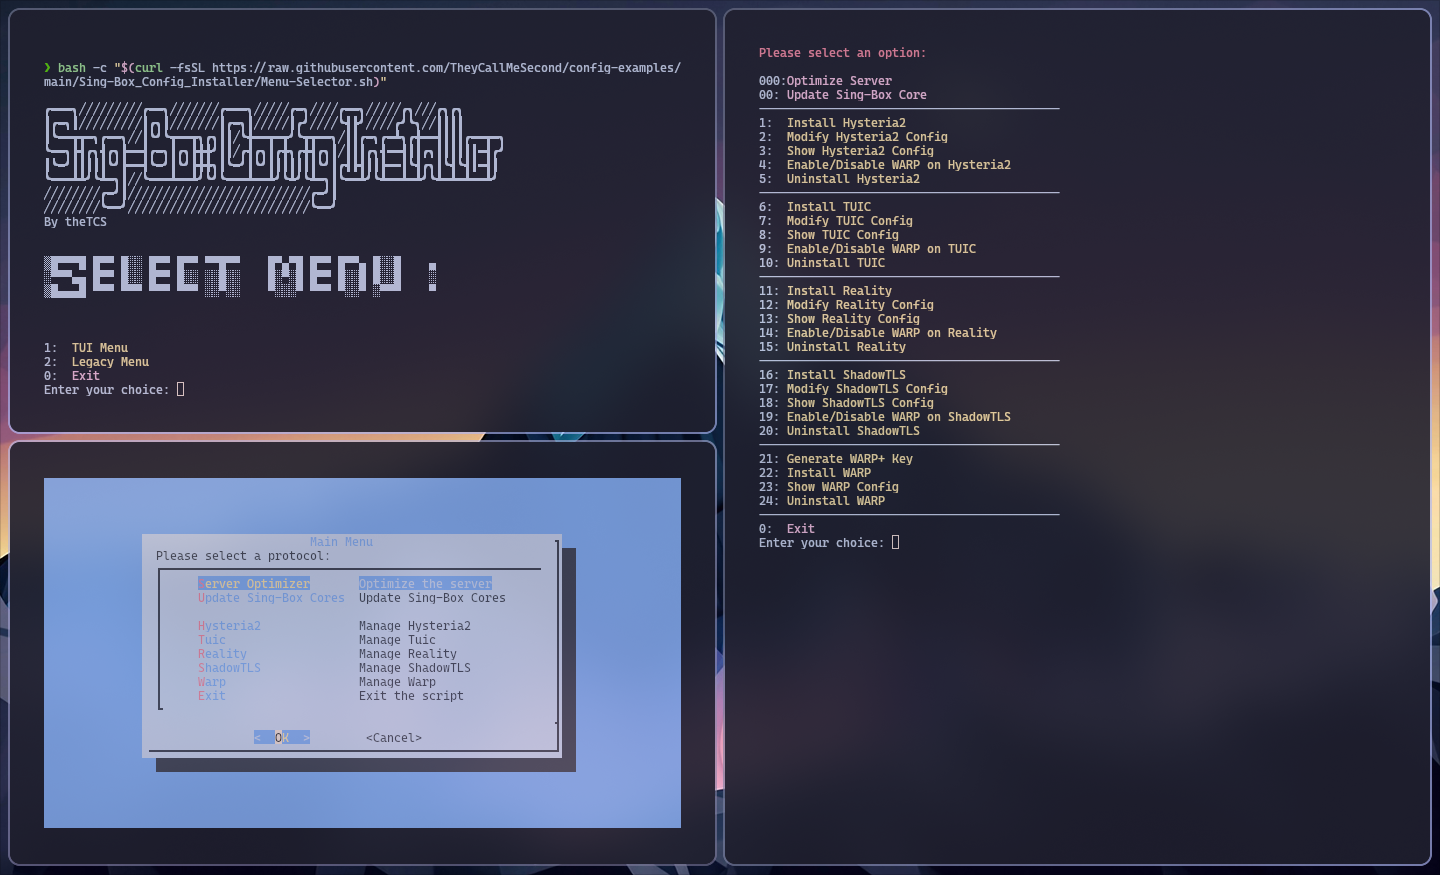 ❯ bash -c "$(curl -fsSL https://raw.githubusercontent.com/TheyCallMeSecond/config-examples/
main/Sing-Box_Config_Installer/Menu-Selector.sh)"
By theTCS
SELECT MENU :
1:  TUI Menu
2:  Legacy Menu
0:  Exit
Enter your choice:
Main Menu
Please select a protocol:
Server Optimizer  Optimize the server
Update Sing-Box Cores  Update Sing-Box Cores
Hysteria2  Manage Hysteria2
Tuic  Manage Tuic
Reality  Manage Reality
ShadowTLS  Manage ShadowTLS
Warp  Manage Warp
Exit  Exit the script
<  OK  >  <Cancel>
Please select an option:
000:Optimize Server
00: Update Sing-Box Core
1:  Install Hysteria2
2:  Modify Hysteria2 Config
3:  Show Hysteria2 Config
4:  Enable/Disable WARP on Hysteria2
5:  Uninstall Hysteria2
6:  Install TUIC
7:  Modify TUIC Config
8:  Show TUIC Config
9:  Enable/Disable WARP on TUIC
10: Uninstall TUIC
11: Install Reality
12: Modify Reality Config
13: Show Reality Config
14: Enable/Disable WARP on Reality
15: Uninstall Reality
16: Install ShadowTLS
17: Modify ShadowTLS Config
18: Show ShadowTLS Config
19: Enable/Disable WARP on ShadowTLS
20: Uninstall ShadowTLS
21: Generate WARP+ Key
22: Install WARP
23: Show WARP Config
24: Uninstall WARP
0:  Exit
Enter your choice: